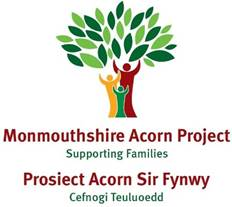 Monmouthshire Acorn Project
Supporting Families
Prosiect Acorn Sir Fynwy
Cefnogi Teuluoedd